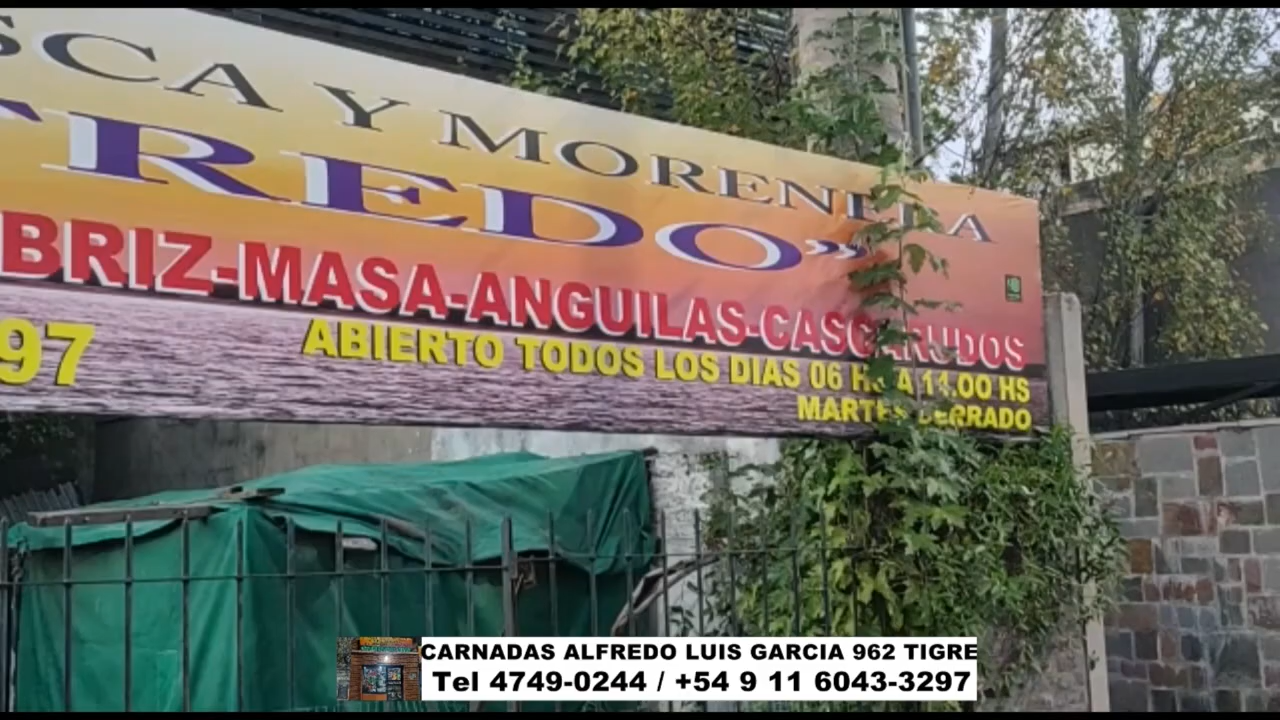 SCA Y MORENITA
FREDO”
BRIZ-MASA-ANGUILAS-CASCARUDOS
97
ABIERTO TODOS LOS DIAS 06 HS A 14.00 HS
MARTES CERRADO
CARNADAS ALFREDO LUIS GARCIA 962 TIGRE
Tel 4749-0244 / +54 9 11 6043-3297